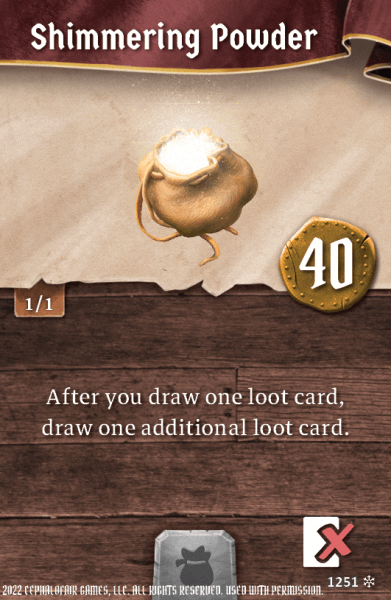 Shimmering Powder
40
1/1
After you draw one loot card,
draw one additional loot card.
1251
2022 CEPHALOFAIR GAMES, LLC. ALL RIGHTS RESERVED. USED WITH PERMISSION.